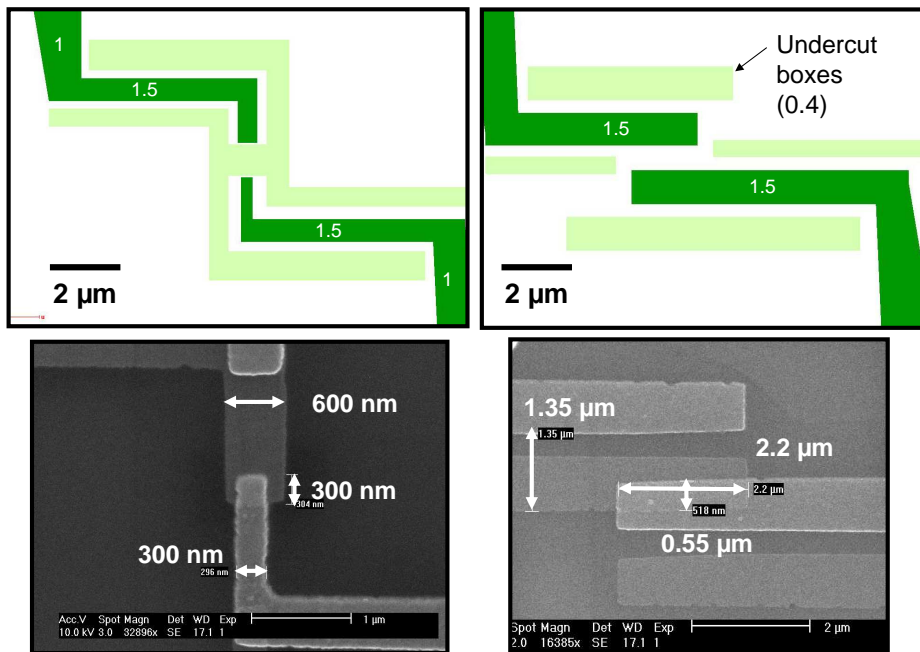 1
1.5
1.5
1
2 µm
Undercut
boxes
(0.4)
1.5
1.5
2 µm
600 nm
300 nm
304 nm
300 nm
296 nm
Acc.V Spot Magn Det WD Exp
10.0 kV 3.0 32896x SE 17.1 1
1 µm
1.35 µm
1.35 µm
2.2 µm
2.2 µm
518 nm
0.55 µm
Spot Magn Det WD Exp
2.0 16385x SE 17.1 1
2 µm